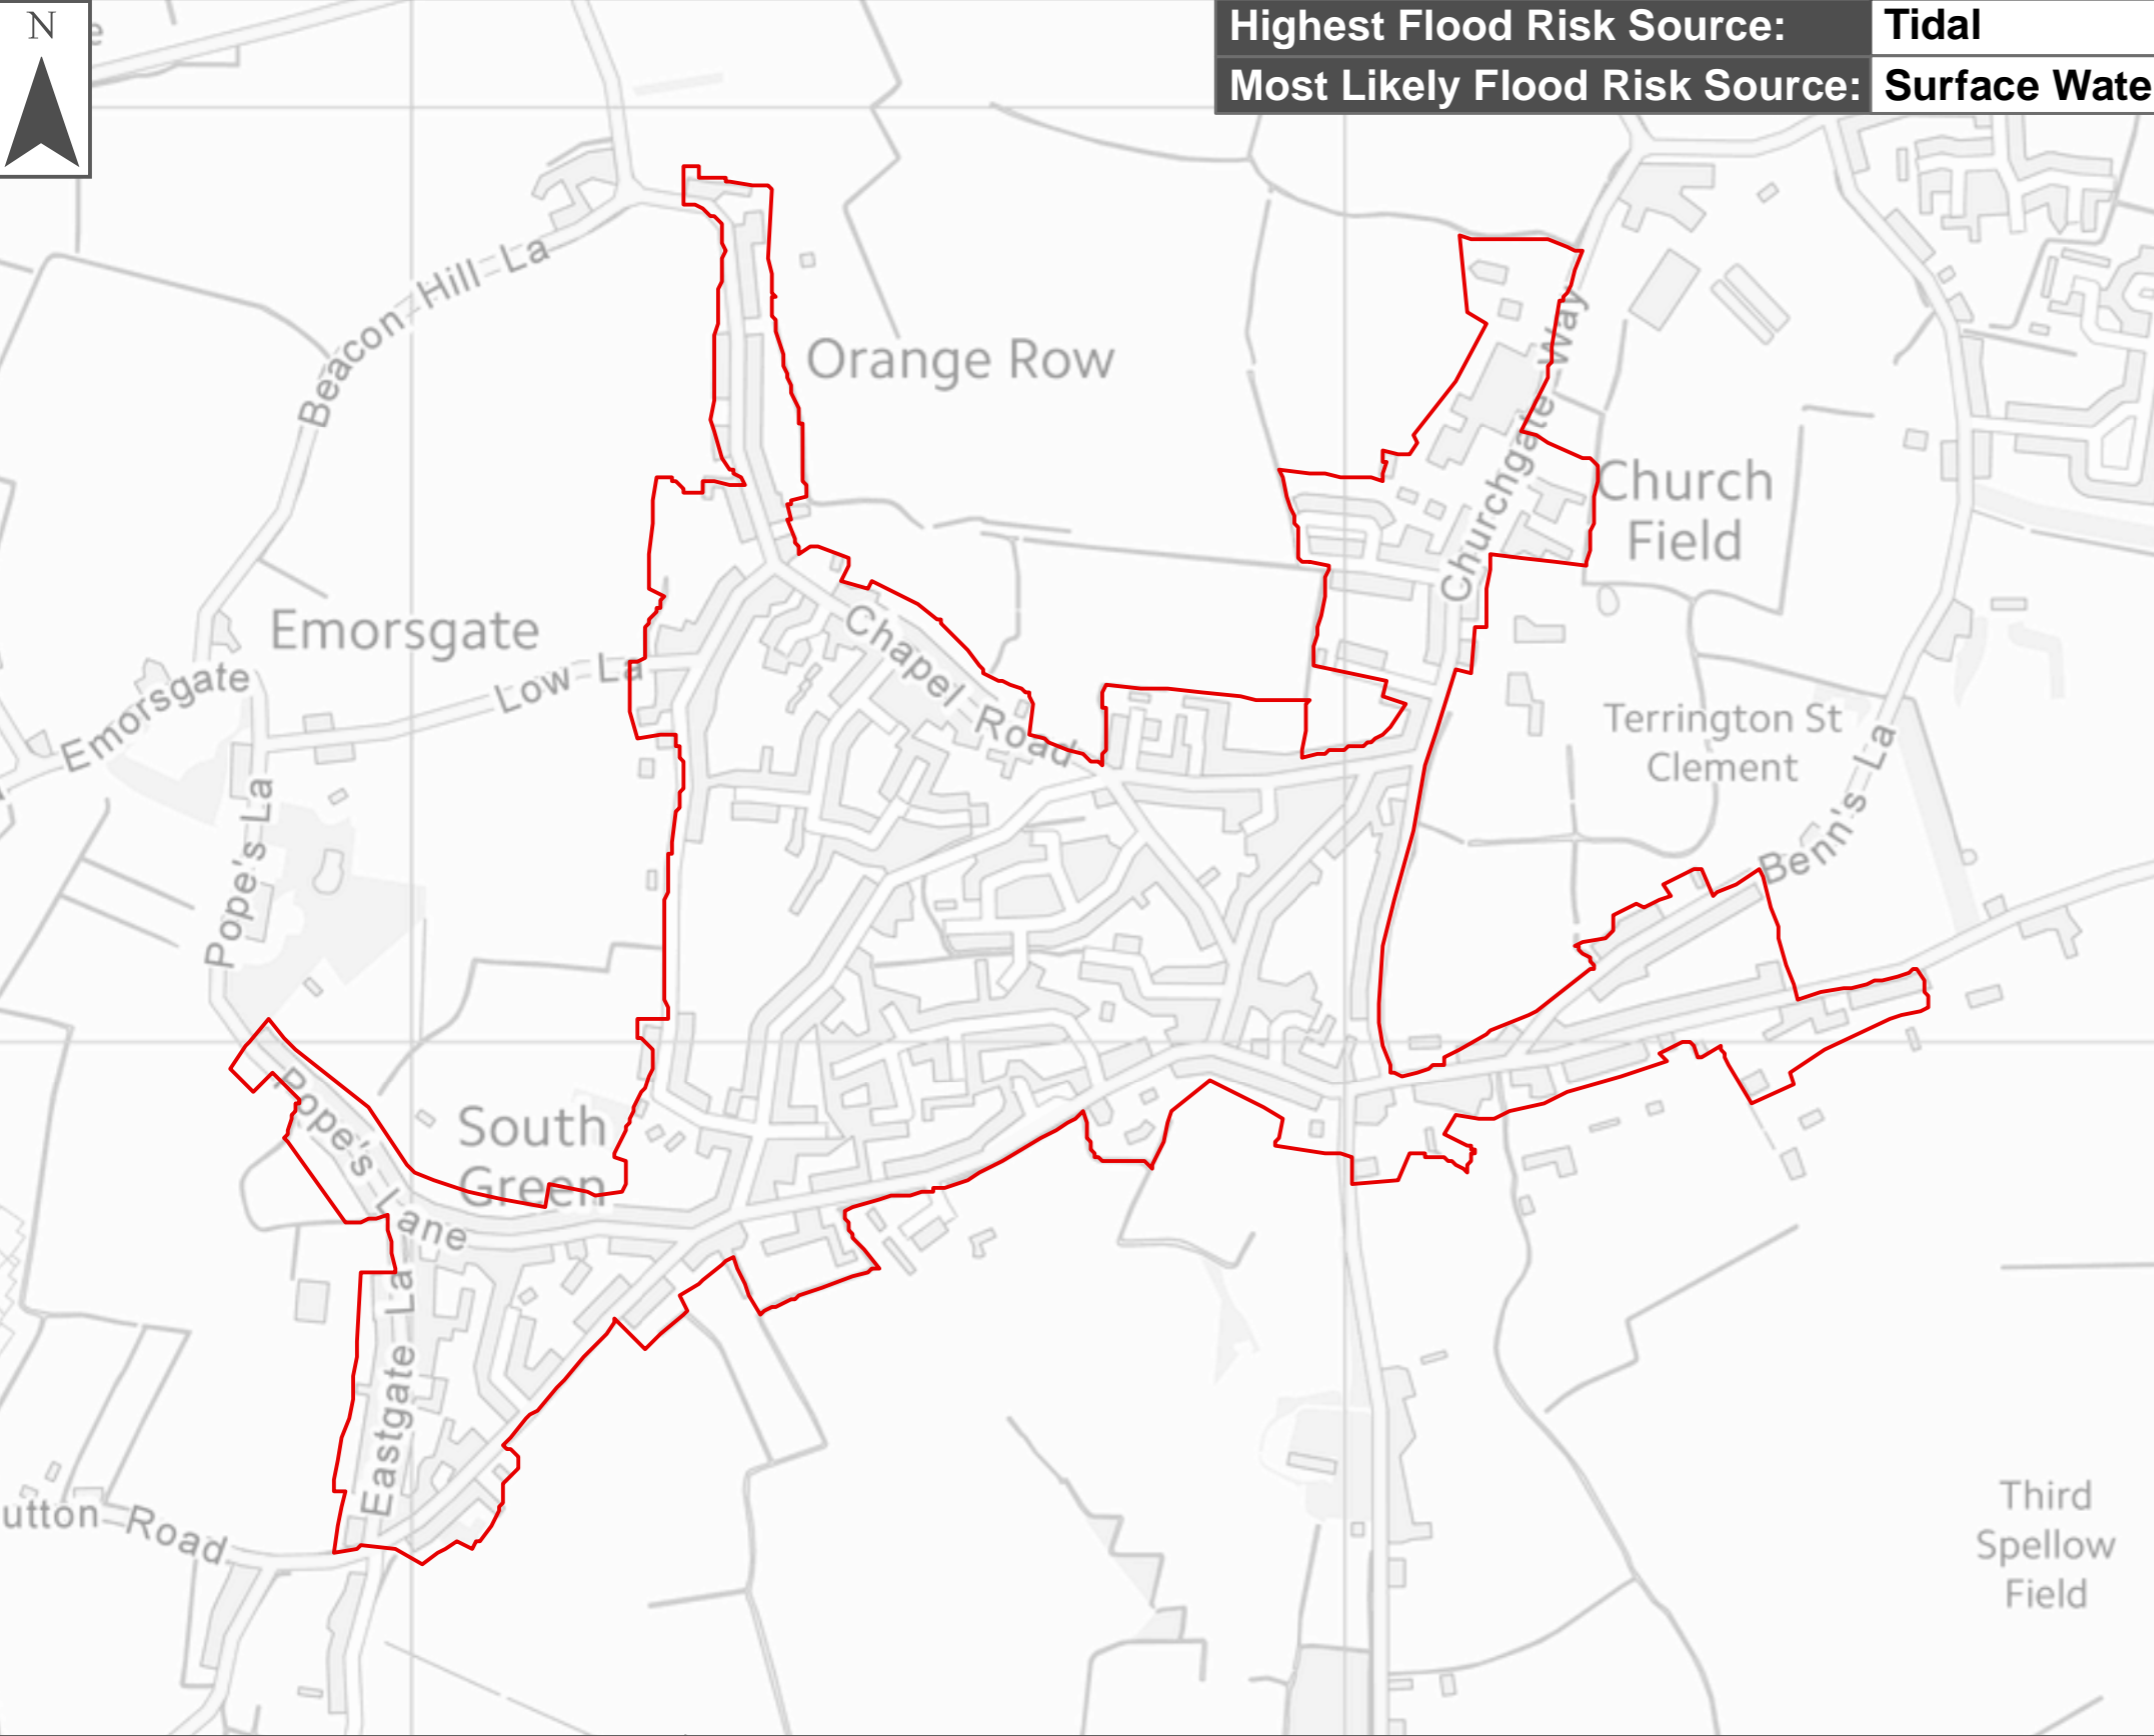 N
Highest Flood Risk Source: Tidal
Most Likely Flood Risk Source: Surface Wate
e
Beacon Hill La
Orange Row
Churchgate Way
Church
Field
Emorsgate
Chapel Road
Low La
Emorsgate
Terrington St
Clement
Benn's La
Pope's La
Pope's Lane
South
Green
Eastgate La
utton Road
Third
Spellow
Field